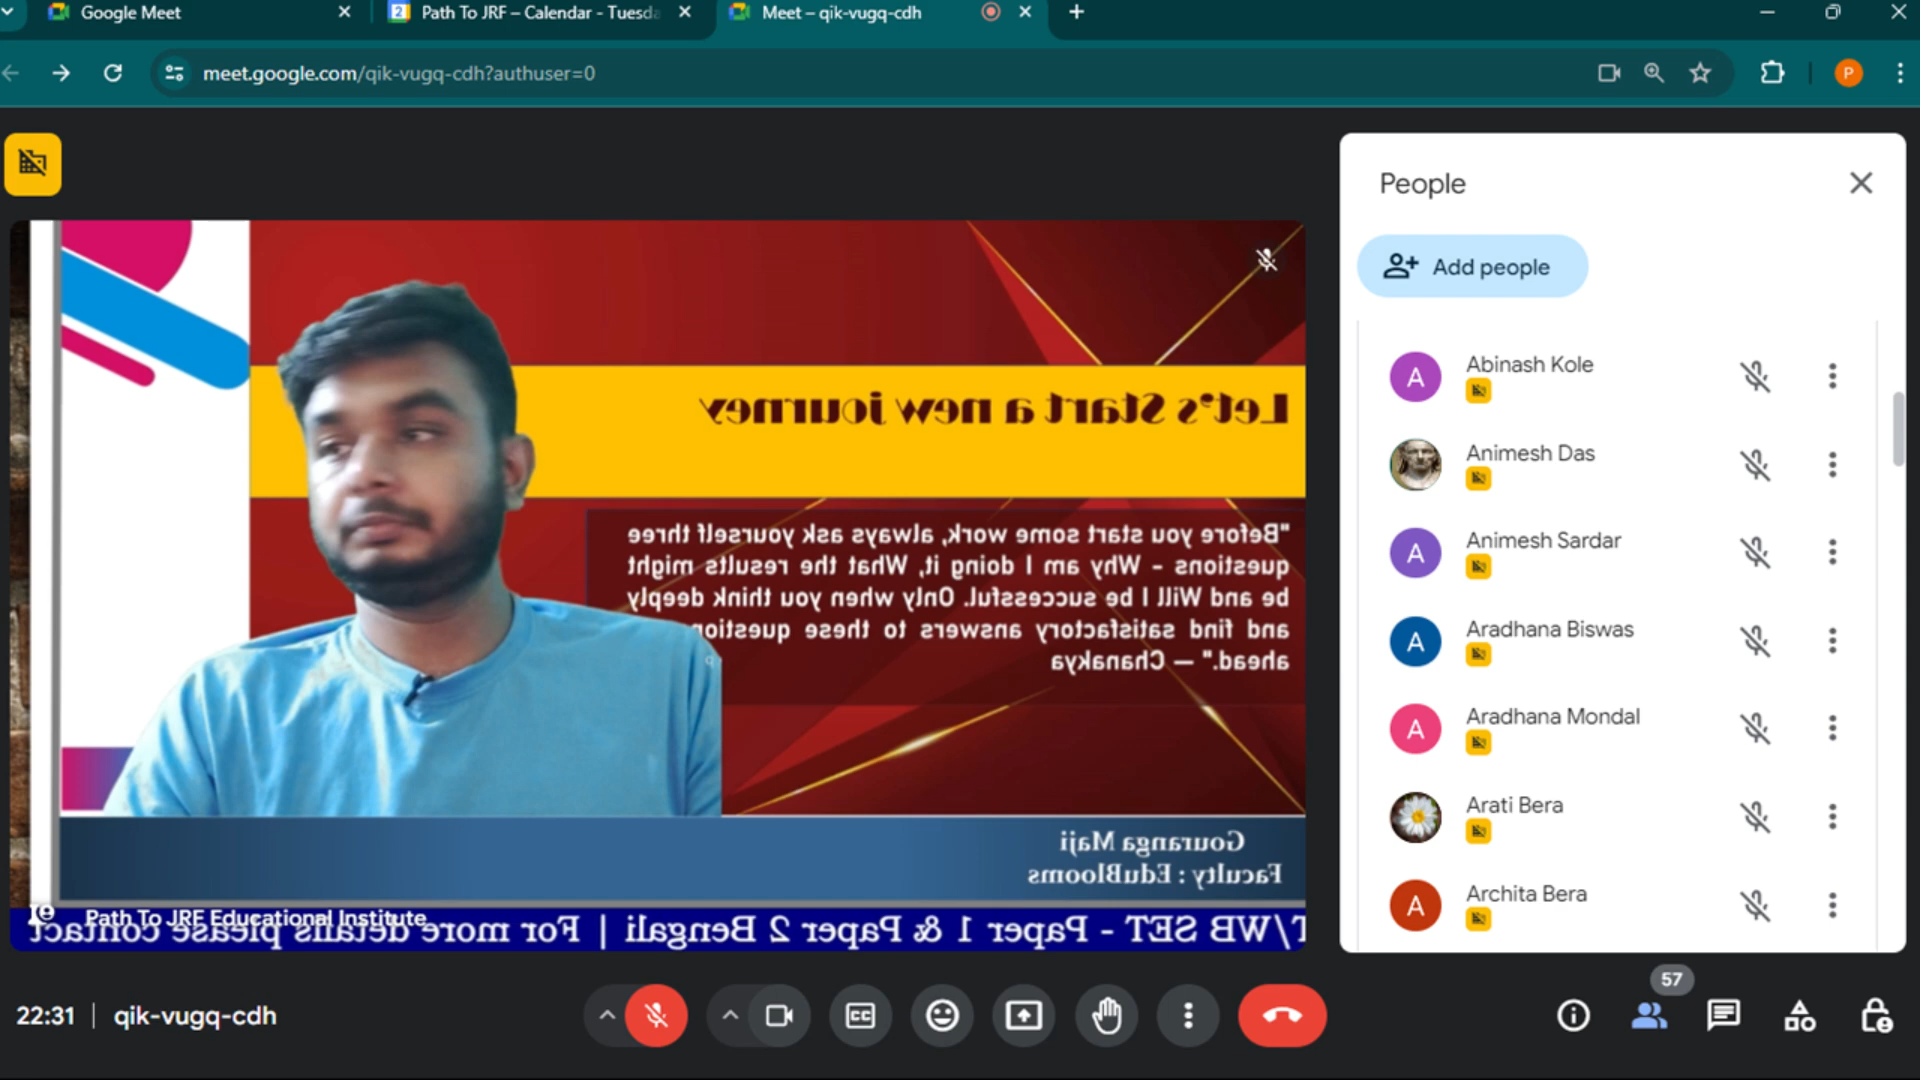 Google Meet
Path To JRF – Calendar - Tuesda
Meet – qik-vugq-cdh
meet.google.com/qik-vugq-cdh?authuser=0
P
Let's Start a new journey
"Before you start some work, always ask yourself three
questions - Why am I doing it, What the results might
be and Will I be successful. Only when you think deeply
and find satisfactory answers to these
ahead." — Chanakya
Gouranga Maji
Faculty : EduBlooms
Path To JRF Educational Institute
T/WB SET - Paper 1 & Paper 2 Bengali | For more details please contact
People
Add people
A
Abinash Kole
Animesh Das
A
Animesh Sardar
A
Aradhana Biswas
A
Aradhana Mondal
Arati Bera
A
Archita Bera
22:31 | qik-vugq-cdh
CC
57